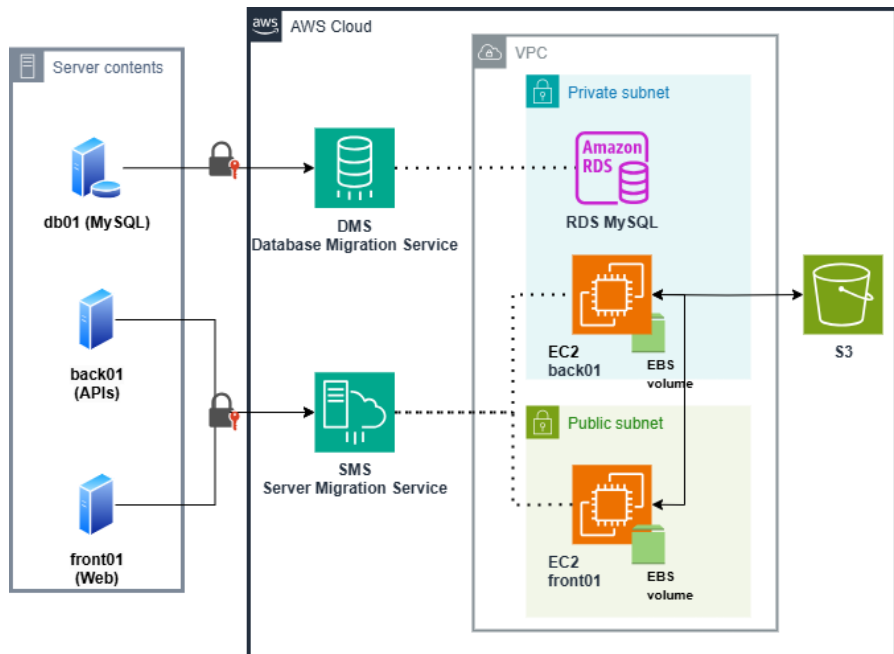 aws
AWS Cloud
Server contents
VPC
Private subnet
Amazon
RDS
RDS MySQL
db01 (MySQL)
DMS
Database Migration Service
back01
(APIs)
EC2
back01
EBS
volume
S3
Public subnet
SMS
Server Migration Service
front01
(Web)
EC2
front01
EBS
volume